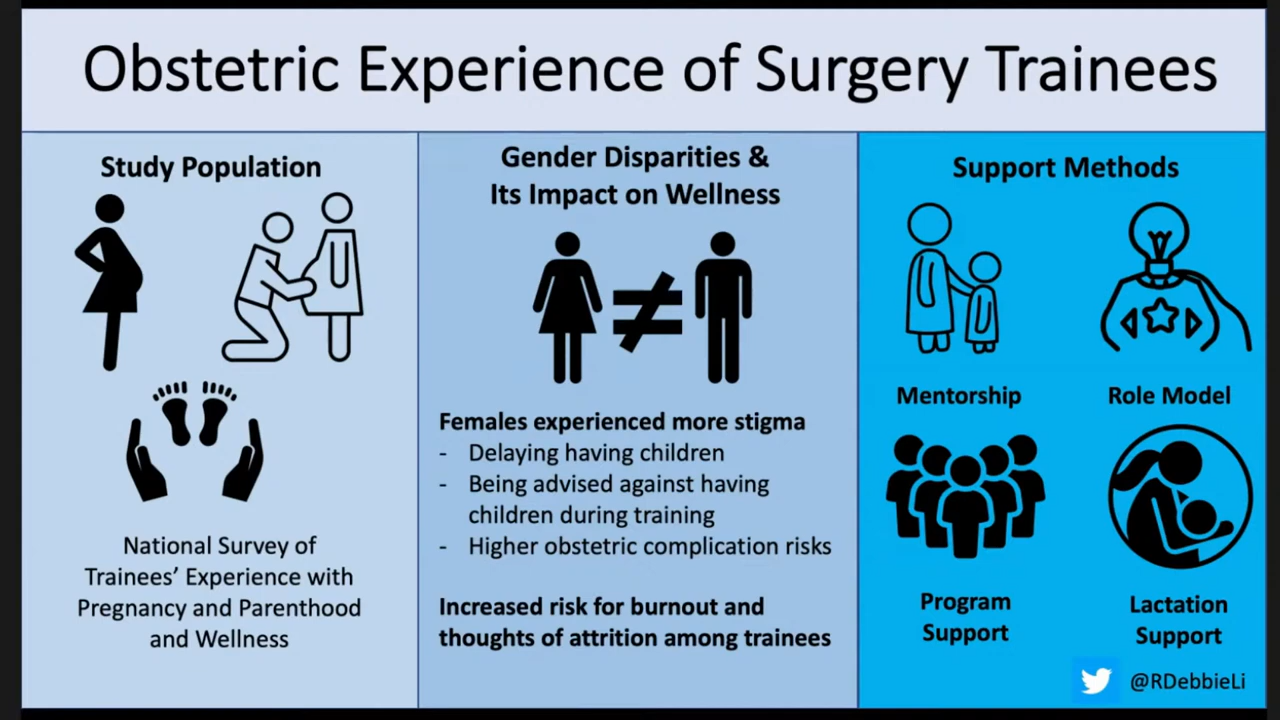 Obstetric Experience of Surgery Trainees
Study Population
National Survey of
Trainees’ Experience with
Pregnancy and Parenthood
and Wellness
Gender Disparities &
Its Impact on Wellness
Females experienced more stigma
- Delaying having children
- Being advised against having
children during training
- Higher obstetric complication risks
Increased risk for burnout and
thoughts of attrition among trainees
Support Methods
Mentorship
Role Model
Program
Support
Lactation
Support
@RDebbieLi